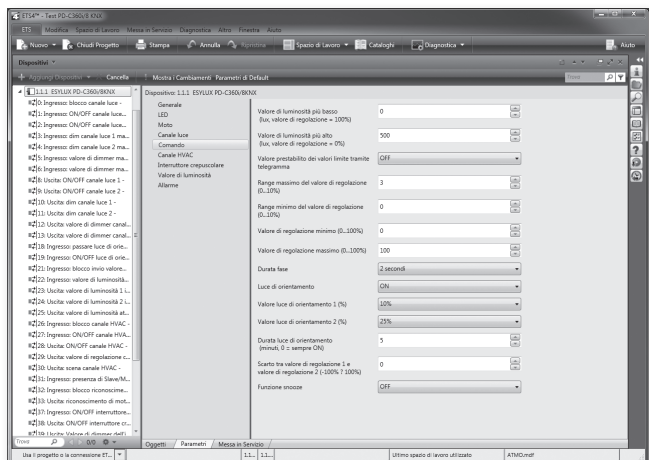 ETS4™ - Test PD-C360/8 KNX
ETS Modifica Spazio di Lavoro Messa in Servizio Diagnostica Altro Finestra Aiuto
Nuovo Chiudi Progetto Stampa Annulla Ripristina Spazio di Lavoro Cataloghi Diagnostica Aiuto
Dispositivi
Aggiungi Dispositivi Cancella Mostra i Cambiamenti Parametri di Default Trova
1.1.1 ESYLUX PD-C360i/8KNX
0: Ingresso: blocco canale luce -
1: Ingresso: ON/OFF canale luce...
2: Ingresso: ON/OFF canale luce...
3: Ingresso: dim canale luce 1 ma...
4: Ingresso: dim canale luce 2 ma...
5: Ingresso: valore di dimmer ma...
6: Ingresso: valore di dimmer ma...
8: Uscita: ON/OFF canale luce 1 -
9: Uscita: ON/OFF canale luce 2 -
10: Uscita: dim canale luce 1 -
11: Uscita: dim canale luce 2 -
12: Uscita: valore di dimmer canal...
13: Uscita: valore di dimmer canal...
18: Ingresso: passare luce di orie...
19: Ingresso: ON/OFF luce di orie...
21: Ingresso: blocco invio valore...
22: Ingresso: valore di luminosità...
23: Uscita: valore di luminosità 1 i...
24: Uscita: valore di luminosità 2 i...
25: Uscita: valore di luminosità at...
26: Ingresso: blocco canale HVAC -
27: Ingresso: ON/OFF canale HVA...
28: Uscita: ON/OFF canale HVAC -
29: Uscita: valore di regolazione c...
30: Uscita: scena canale HVAC -
31: Ingresso: presenza di Slave/M...
32: Ingresso: blocco riconoscime...
33: Uscita: riconoscimento di mot...
37: Ingresso: ON/OFF interruttore...
38: Uscita: ON/OFF interruttore cr...
39: Uscita: Valore di dimmer dell'i...
Trova 0/0
Dispositivo: 1.1.1 ESYLUX PD-C360i/8KNX
Generale
LED
Moto
Canale luce
Comando
Canale HVAC
Interruttore crepuscolare
Valore di luminosità
Allarme
Valore di luminosità più basso
(lux, valore di regolazione = 100%) 0
Valore di luminosità più alto
(lux, valore di regolazione = 0%) 500
Valore prestabilito dei valori limite tramite
telegramma OFF
Range massimo del valore di regolazione
(0...10%) 3
Range minimo del valore di regolazione
(0...10%) 0
Valore di regolazione minimo (0...100%) 0
Valore di regolazione massimo (0...100%) 100
Durata fase 2 secondi
Luce di orientamento ON
Valore luce di orientamento 1 (%) 10%
Valore luce di orientamento 2 (%) 25%
Durata luce di orientamento
(minuti, 0 = sempre ON) 5
Scarto tra valore di regolazione 1 e
valore di regolazione 2 (-100% ? 100%) 0
Funzione snooze OFF
Oggetti Parametri Messa in Servizio
Usa il progetto o la connessione ET... 1.1... 1.1... Ultimo spazio di lavoro utilizzato ATMO.mdf